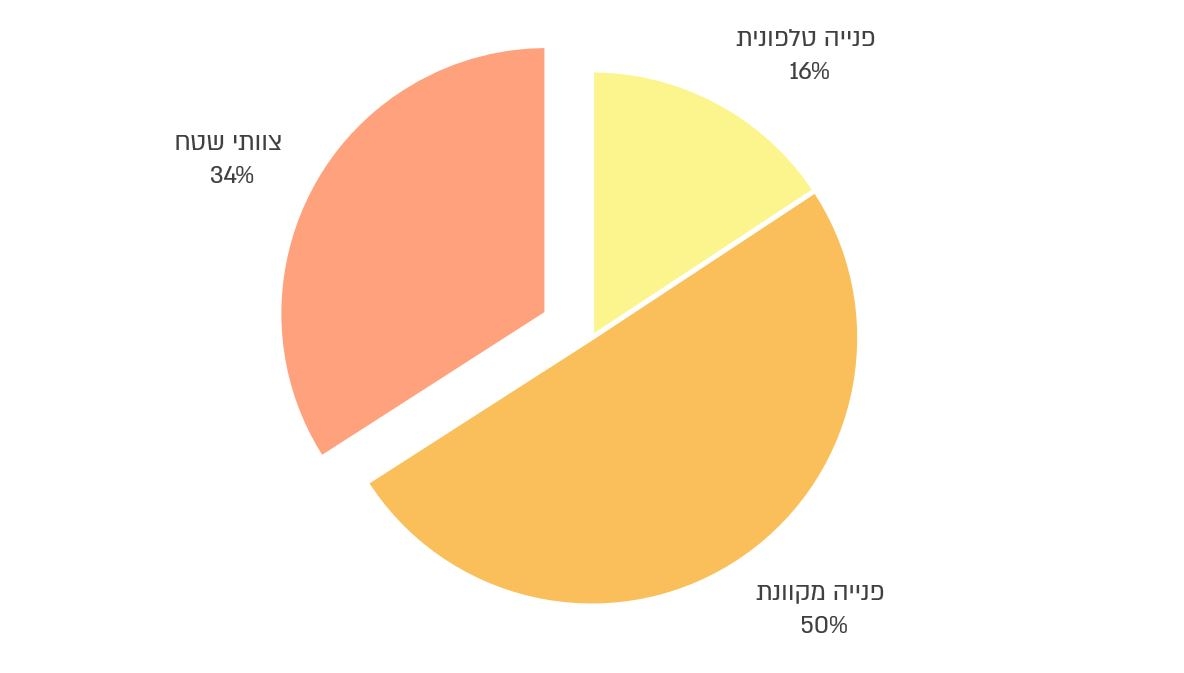 פנייה טלפונית
16%
צוותי שטח
34%
פנייה מקוונת
50%